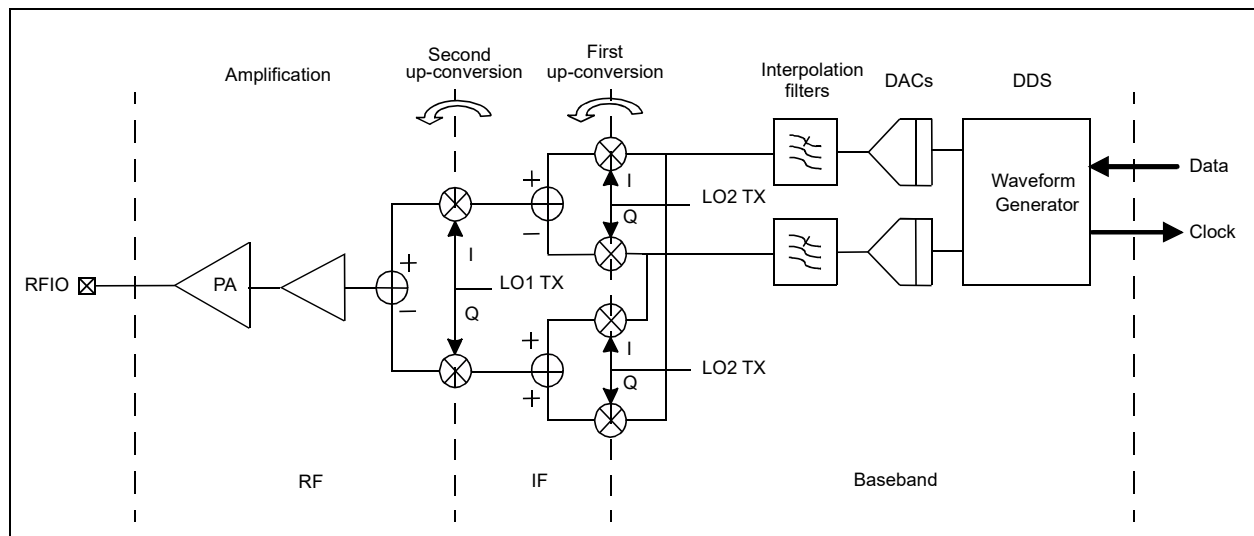 Amplification
Second
up-conversion
First
up-conversion
Interpolation
filters
DACs
DDS
RFIO
PA
+
−
I
Q
LO1 TX
+
−
I
Q
LO2 TX
+
+
I
Q
LO2 TX
Waveform
Generator
Data
Clock
RF
IF
Baseband